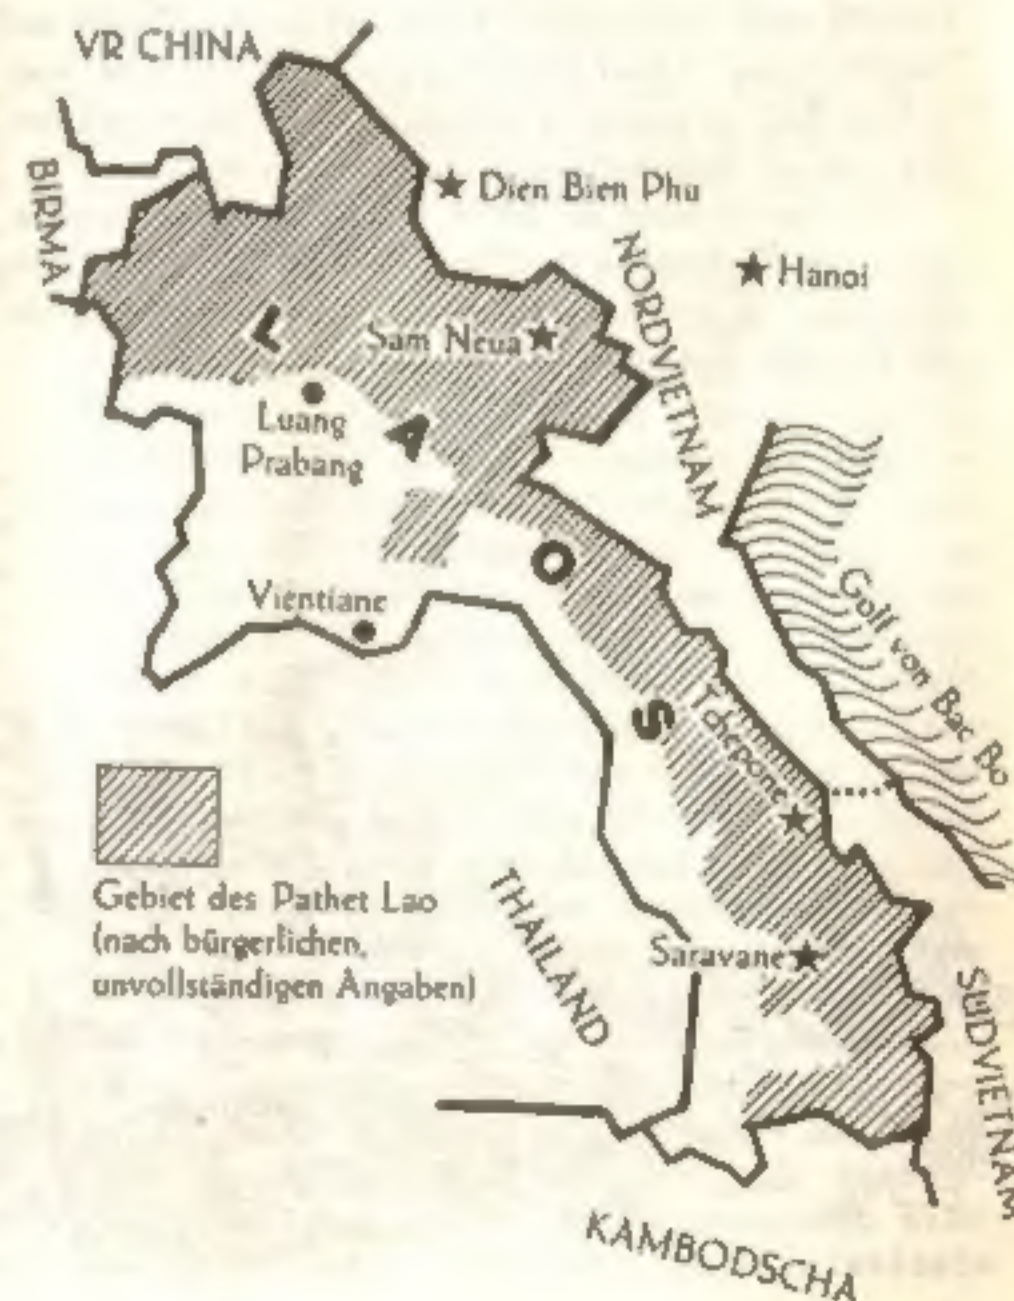 VR CHINA
BIRMA
Dien Bien Phu
Hanoi
NORDVIETNAM
L
A
O
S
Sam Neua
Luang
Prabang
Vientiane
Golf von Bac Bo
Tchepone
Gebiet des Pathet Lao
(nach bürgerlichen,
unvollständigen Angaben)
THAILAND
Saravane
SÜDVIETNAM
KAMBODSCHA